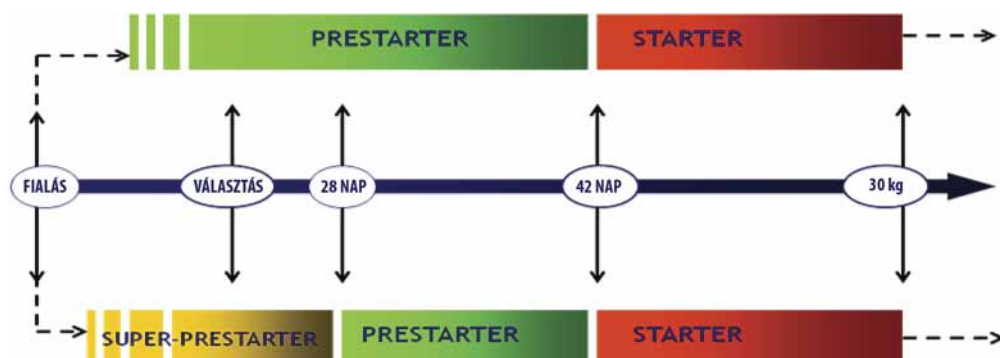 PRESTARTER STARTER
FIALÁS VÁLASZTÁS 28 NAP 42 NAP 30 kg
SUPER-PRESTARTER PRESTARTER STARTER